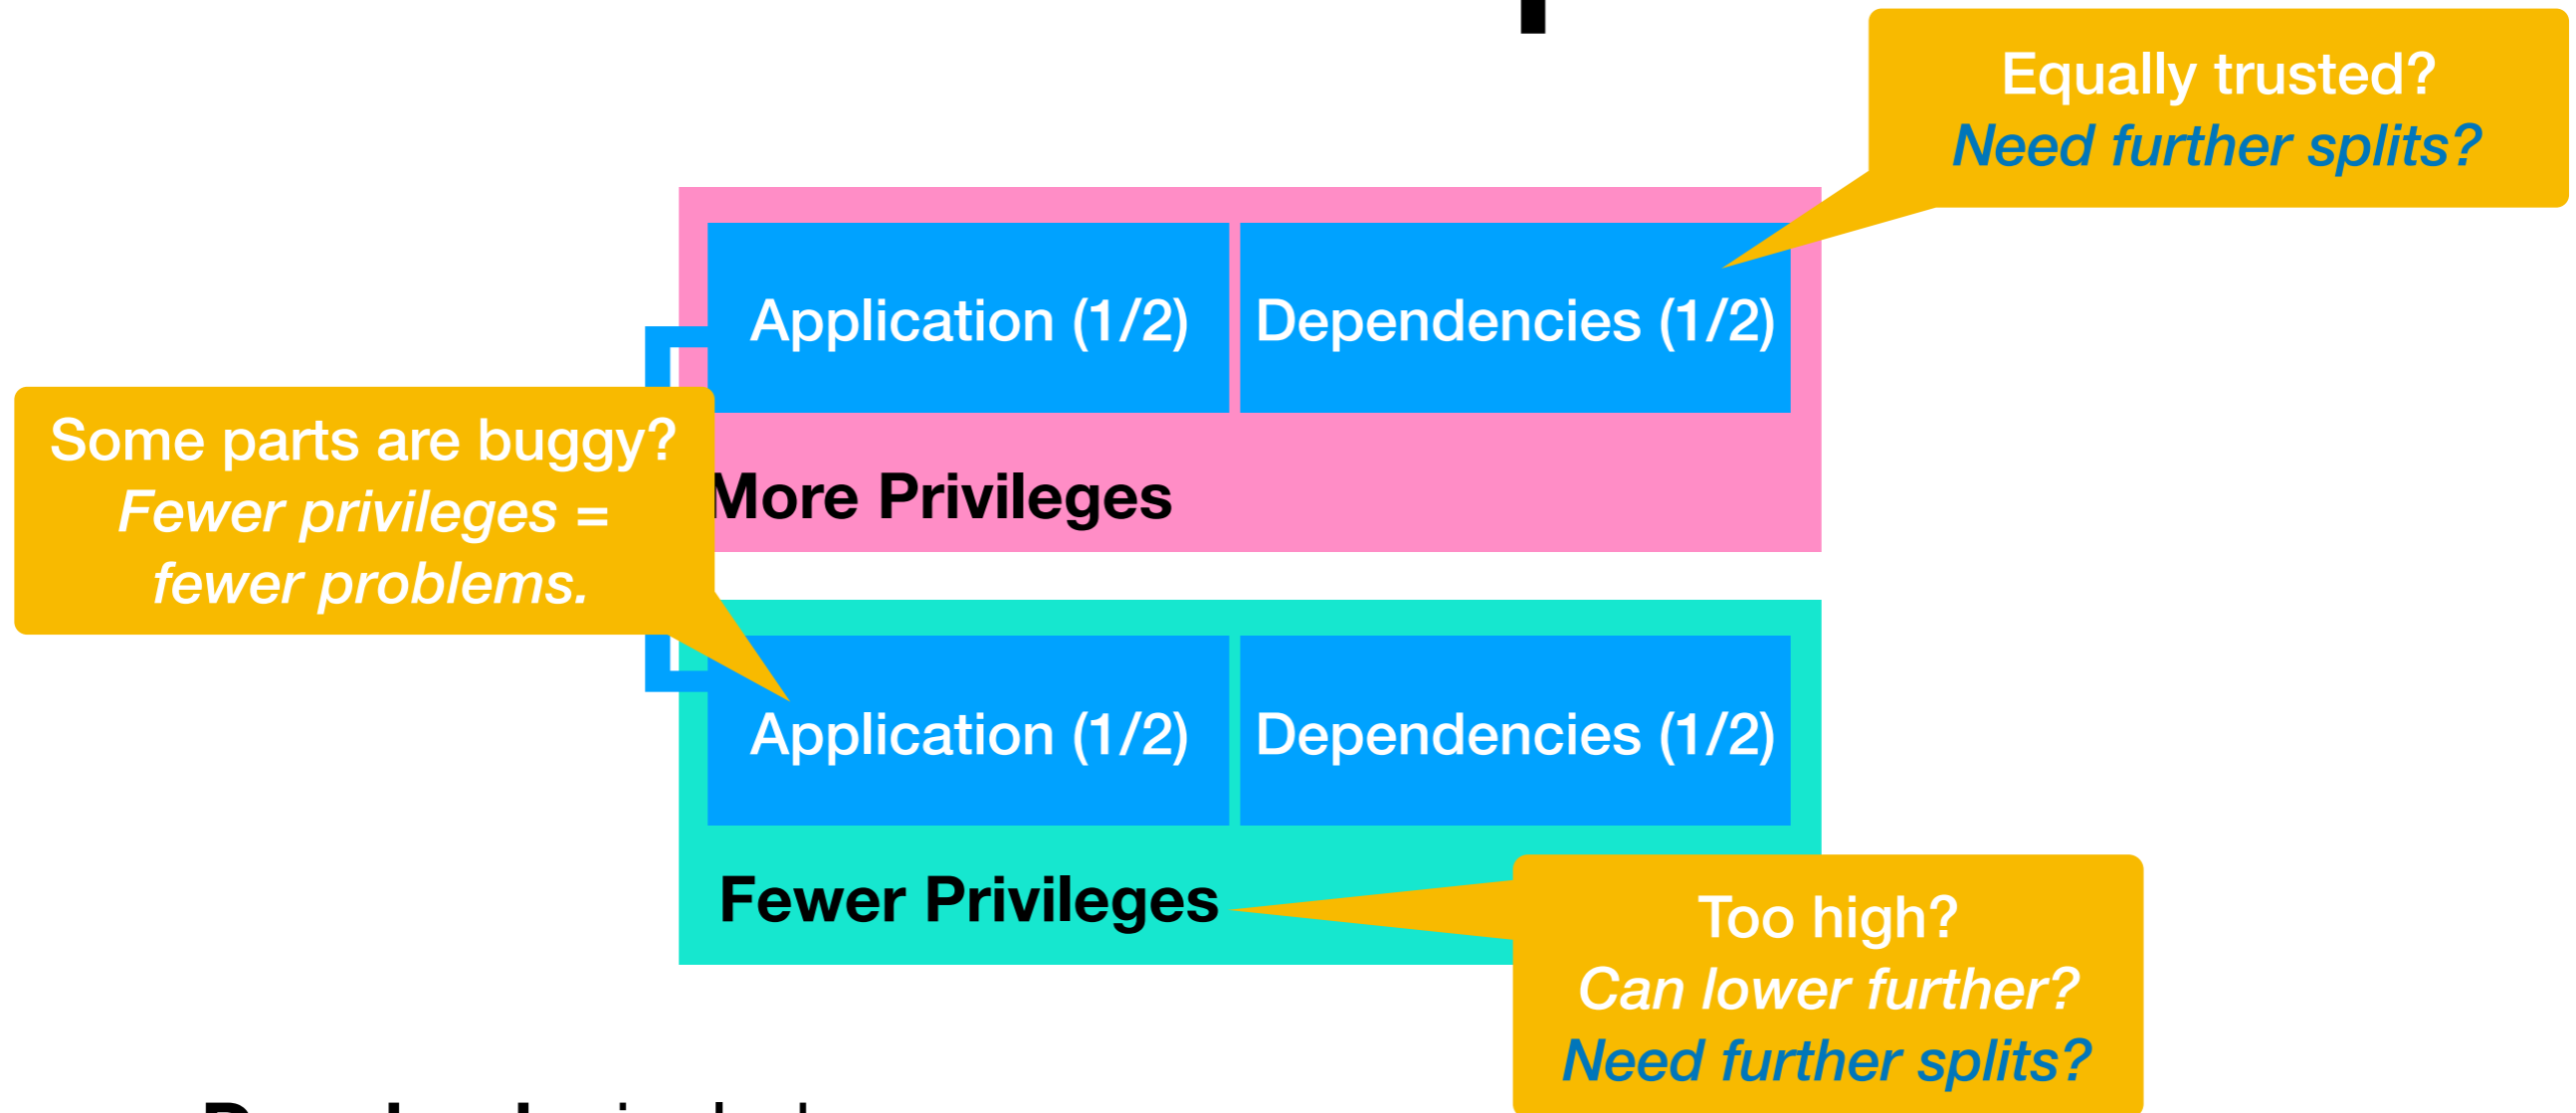 Equally trusted?
Need further splits?
Application (1/2)
Dependencies (1/2)
Some parts are buggy?
Fewer privileges =
fewer problems.
More Privileges
Application (1/2)
Dependencies (1/2)
Fewer Privileges
Too high?
Can lower further?
Need further splits?